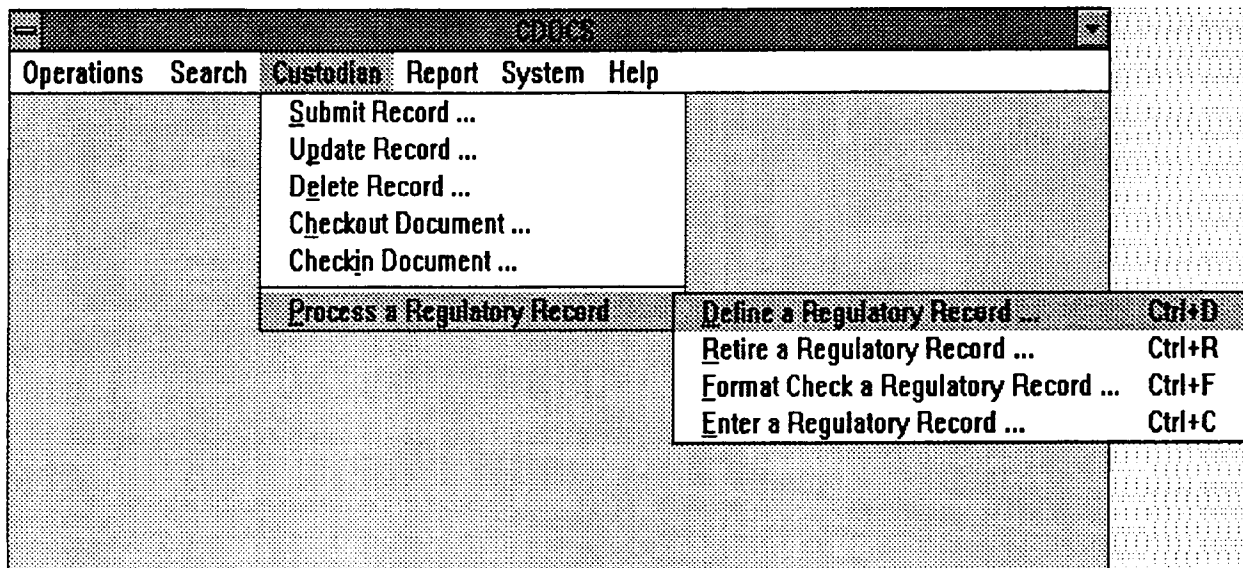 CDOCS
Operations Search Custodian Report System Help
Submit Record ...
Update Record ...
Delete Record ...
Checkout Document ...
Checkin Document ...
Process a Regulatory Record
Define a Regulatory Record ... Ctrl+D
Retire a Regulatory Record ... Ctrl+R
Format Check a Regulatory Record ... Ctrl+F
Enter a Regulatory Record ... Ctrl+C